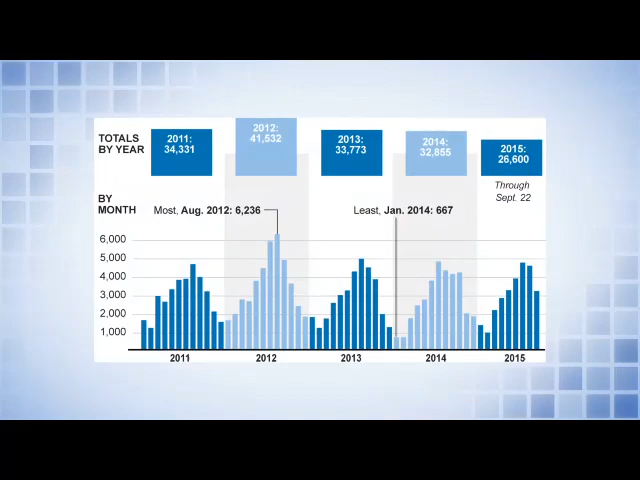 TOTALS
BY YEAR
2011:
34,331
2012:
41,532
2013:
33,773
2014:
32,855
2015:
26,600
Through
Sept. 22
BY
MONTH
Most, Aug. 2012: 6,236
Least, Jan. 2014: 667
6,000
5,000
4,000
3,000
2,000
1,000
2011
2012
2013
2014
2015